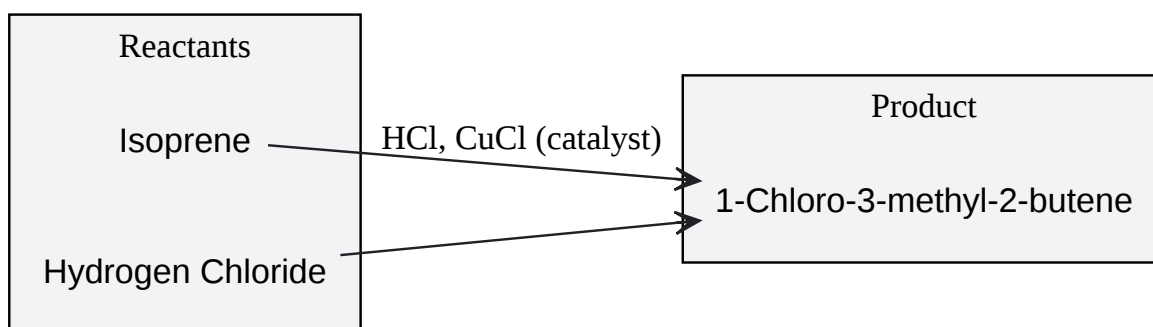 Reactants
Isoprene
Hydrogen Chloride
HCl, CuCl (catalyst)
Product
1-Chloro-3-methyl-2-butene